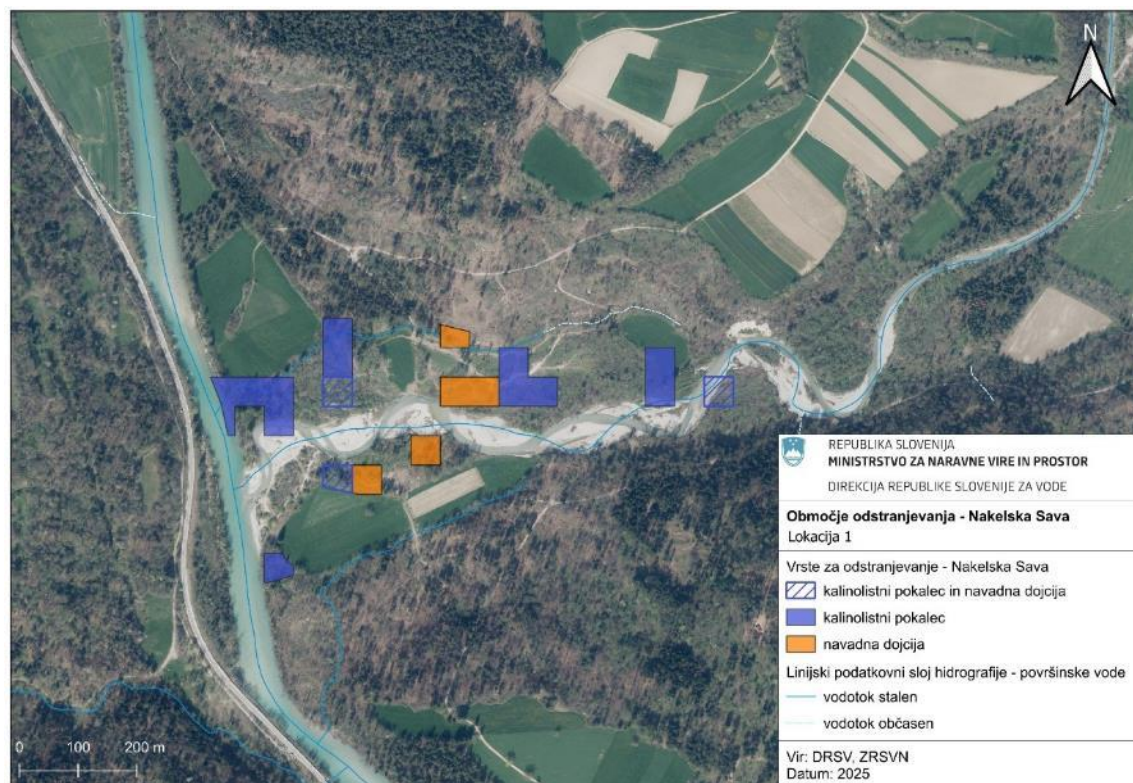 N
REPUBLIKA SLOVENIJA
MINISTRSTVO ZA NARAVNE VIRE IN PROSTOR
DIREKCIJA REPUBLIKE SLOVENIJE ZA VODE
Območje odstranjevanja - Nakelska Sava
Lokacija 1
Vrste za odstranjevanje - Nakelska Sava
kalinolistni pokalec in navadna dojcija
kalinolistni pokalec
navadna dojcija
Linijski podatkovni sloj hidrografije - površinske vode
vodotok stalen
vodotok občasen
Vir: DRSV, ZRSVN
Datum: 2025
0 100 200 m